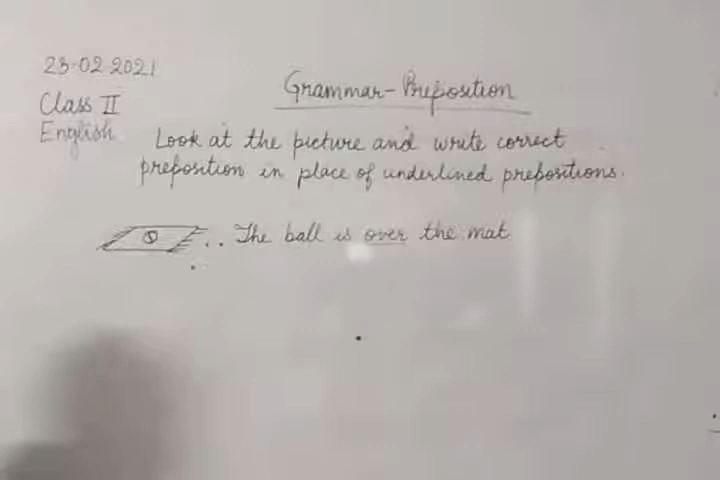 23-02-2021
Class II
English
Grammar-Preposition
Look at the picture and write correct
preposition in place of underlined prepositions.
.. The ball is over the mat